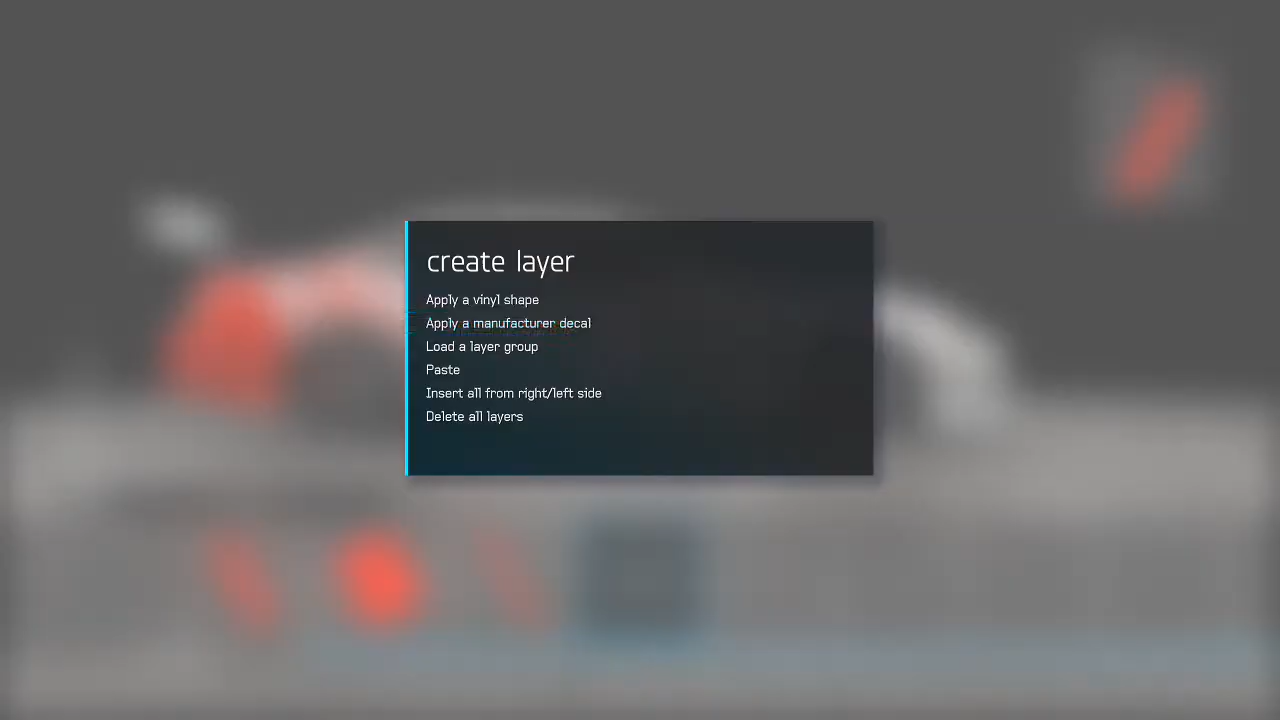 create layer
Apply a vinyl shape
Apply a manufacturer decal
Load a layer group
Paste
Insert all from right/left side
Delete all layers